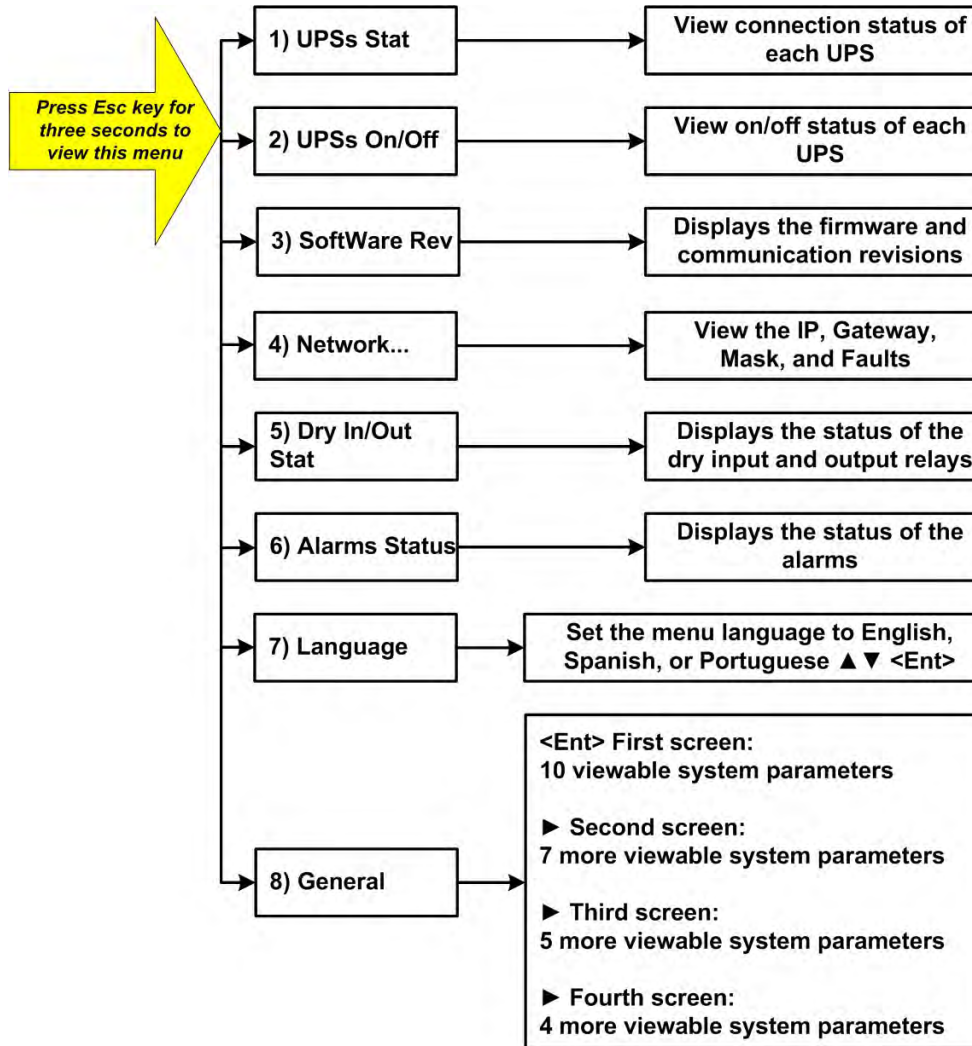 Press Esc key for
three seconds to
view this menu
1) UPSs Stat
View connection status of
each UPS
2) UPSs On/Off
View on/off status of each
UPS
3) SoftWare Rev
Displays the firmware and
communication revisions
4) Network...
View the IP, Gateway,
Mask, and Faults
5) Dry In/Out
Stat
Displays the status of the
dry input and output relays
6) Alarms Status
Displays the status of the
alarms
7) Language
Set the menu language to English,
Spanish, or Portuguese ▲▼ <Ent>
8) General
<Ent> First screen:
10 viewable system parameters
► Second screen:
7 more viewable system parameters
► Third screen:
5 more viewable system parameters
► Fourth screen:
4 more viewable system parameters